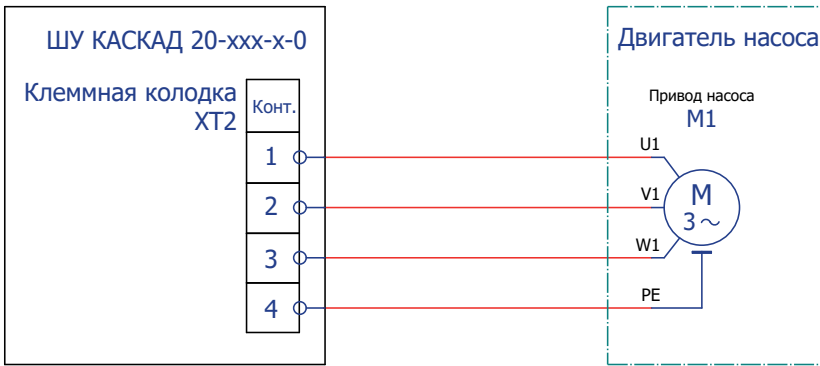 ШУ КАСКАД 20-xxx-x-0
Двигатель насоса
Клеммная колодка
XT2
Конт.
1
2
3
4
Привод насоса
M1
U1
V1
W1
PE
M
3～